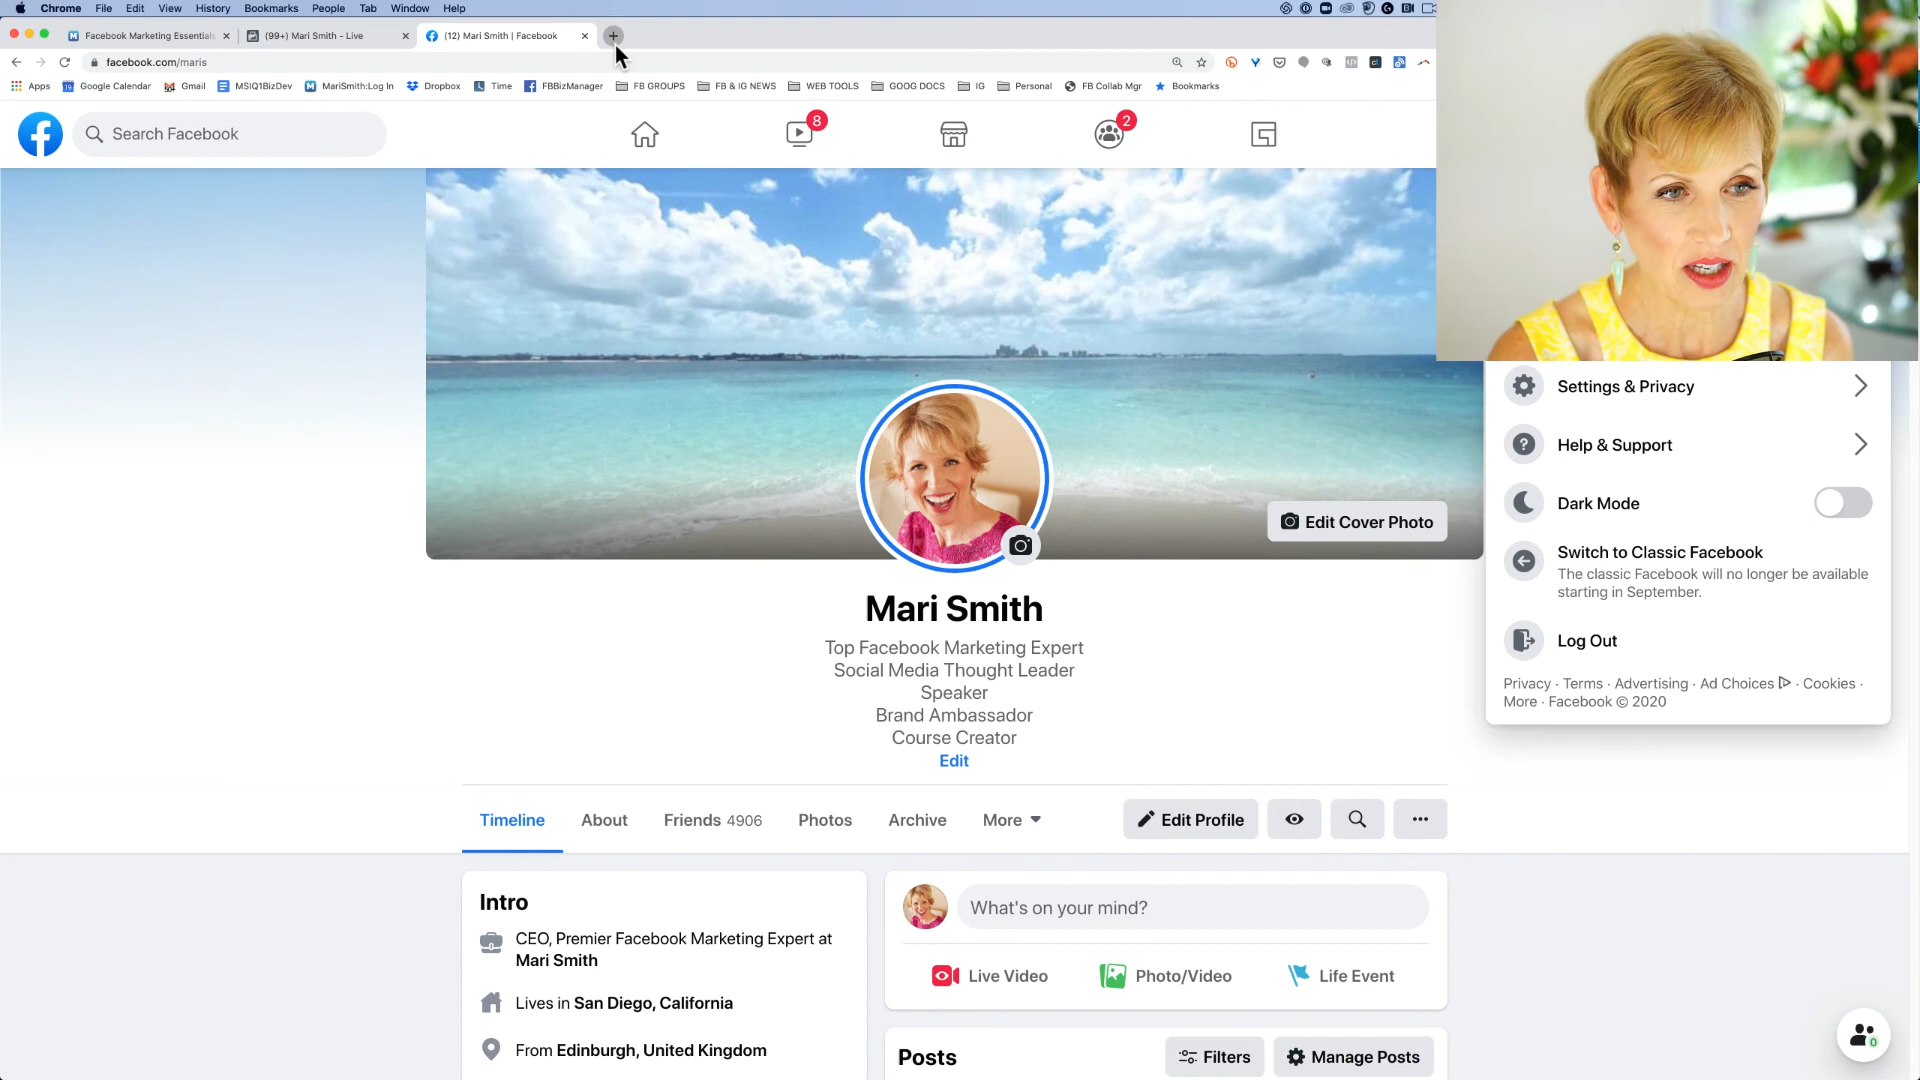 Chrome File Edit View History Bookmarks People Tab Window Help
Facebook Marketing Essentials
(99+) Mari Smith - Live
(12) Mari Smith | Facebook
facebook.com/maris
Apps Google Calendar Gmail MS|Q1BizDev MariSmith:Log In Dropbox Time FBBizManager FB GROUPS FB & IG NEWS WEB TOOLS GOOG DOCS IG Personal FB Collab Mgr Bookmarks
Search Facebook
8
2
Edit Cover Photo
Settings & Privacy
Help & Support
Dark Mode
Switch to Classic Facebook
The classic Facebook will no longer be available
starting in September.
Log Out
Privacy · Terms · Advertising · Ad Choices · Cookies ·
More · Facebook © 2020
Mari Smith
Top Facebook Marketing Expert
Social Media Thought Leader
Speaker
Brand Ambassador
Course Creator
Edit
Timeline About Friends 4906 Photos Archive More
Edit Profile
Intro
CEO, Premier Facebook Marketing Expert at
Mari Smith
Lives in San Diego, California
From Edinburgh, United Kingdom
What's on your mind?
Live Video Photo/Video Life Event
Posts Filters Manage Posts
0